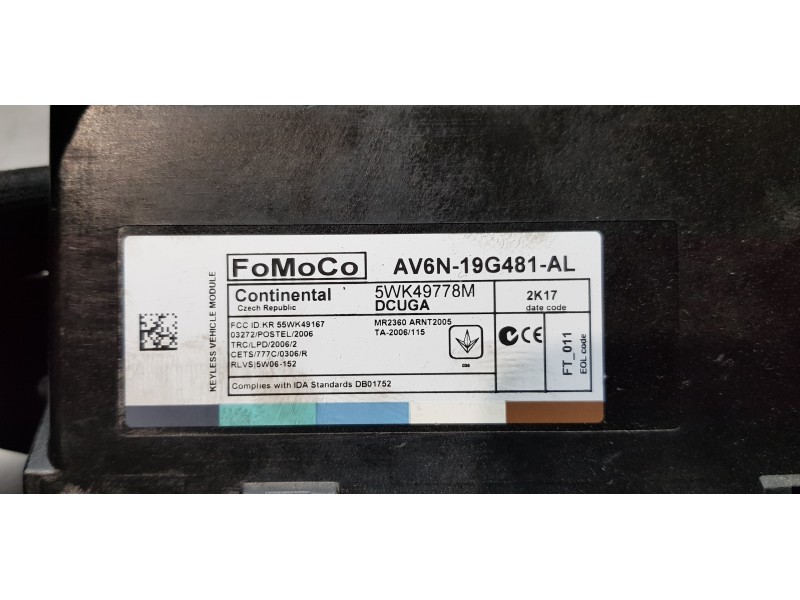 KEYLESS VEHICLE MODULE
FoMoCo
AV6N-19G481-AL
Continental
Czech Republic
5WK49778M
DCUGA
2K17
date code
FCC ID:KR 55WK49167
03272/POSTEL/2006
TRC/LPD/2006/2
CETS/777C/0306/R
RLVS|5W06-152
MR2360 ARNT2005
TA-2006/115
CE
FT_011
EOL code
Complies with IDA Standards DB01752